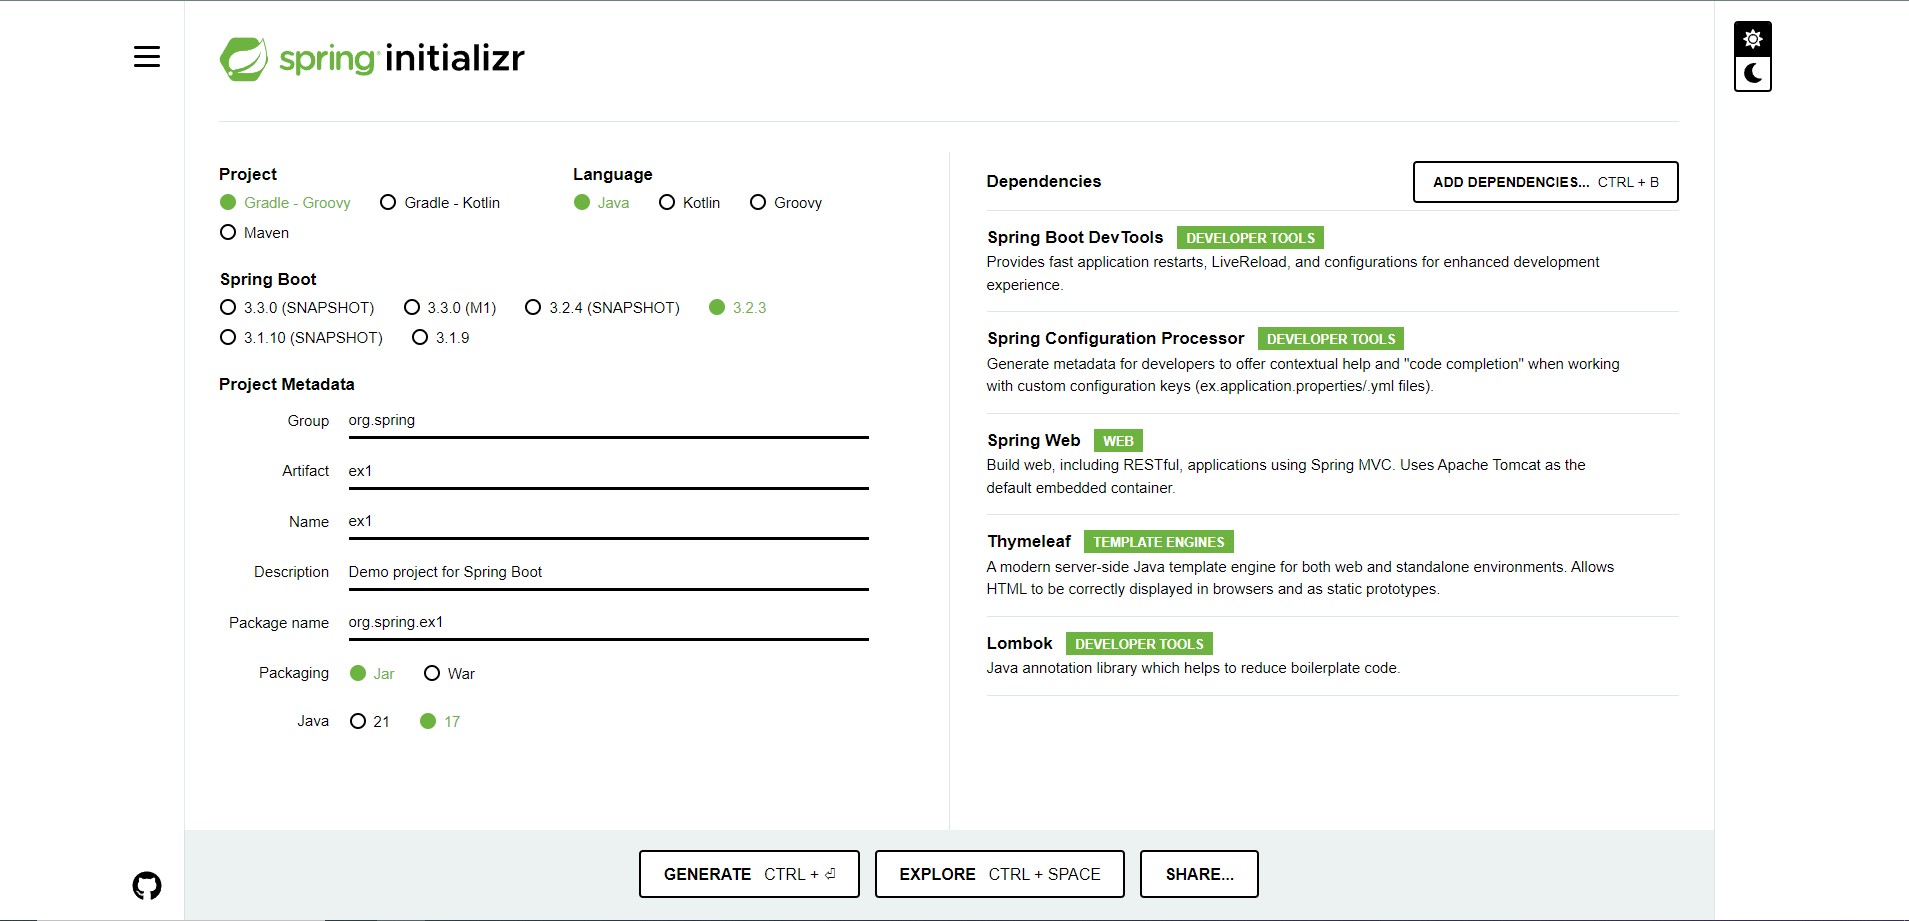 spring initializr
Project
Gradle - Groovy Gradle - Kotlin
Maven
Language
Java Kotlin Groovy
Spring Boot
3.3.0 (SNAPSHOT) 3.3.0 (M1) 3.2.4 (SNAPSHOT) 3.2.3
3.1.10 (SNAPSHOT) 3.1.9
Project Metadata
Group org.spring
Artifact ex1
Name ex1
Description Demo project for Spring Boot
Package name org.spring.ex1
Packaging Jar War
Java 21 17
Dependencies ADD DEPENDENCIES... CTRL + B
Spring Boot DevTools DEVELOPER TOOLS
Provides fast application restarts, LiveReload, and configurations for enhanced development
experience.
Spring Configuration Processor DEVELOPER TOOLS
Generate metadata for developers to offer contextual help and "code completion" when working
with custom configuration keys (ex.application.properties/.yml files).
Spring Web WEB
Build web, including RESTful, applications using Spring MVC. Uses Apache Tomcat as the
default embedded container.
Thymeleaf TEMPLATE ENGINES
A modern server-side Java template engine for both web and standalone environments. Allows
HTML to be correctly displayed in browsers and as static prototypes.
Lombok DEVELOPER TOOLS
Java annotation library which helps to reduce boilerplate code.
GENERATE CTRL + ⏎ EXPLORE CTRL + SPACE SHARE...